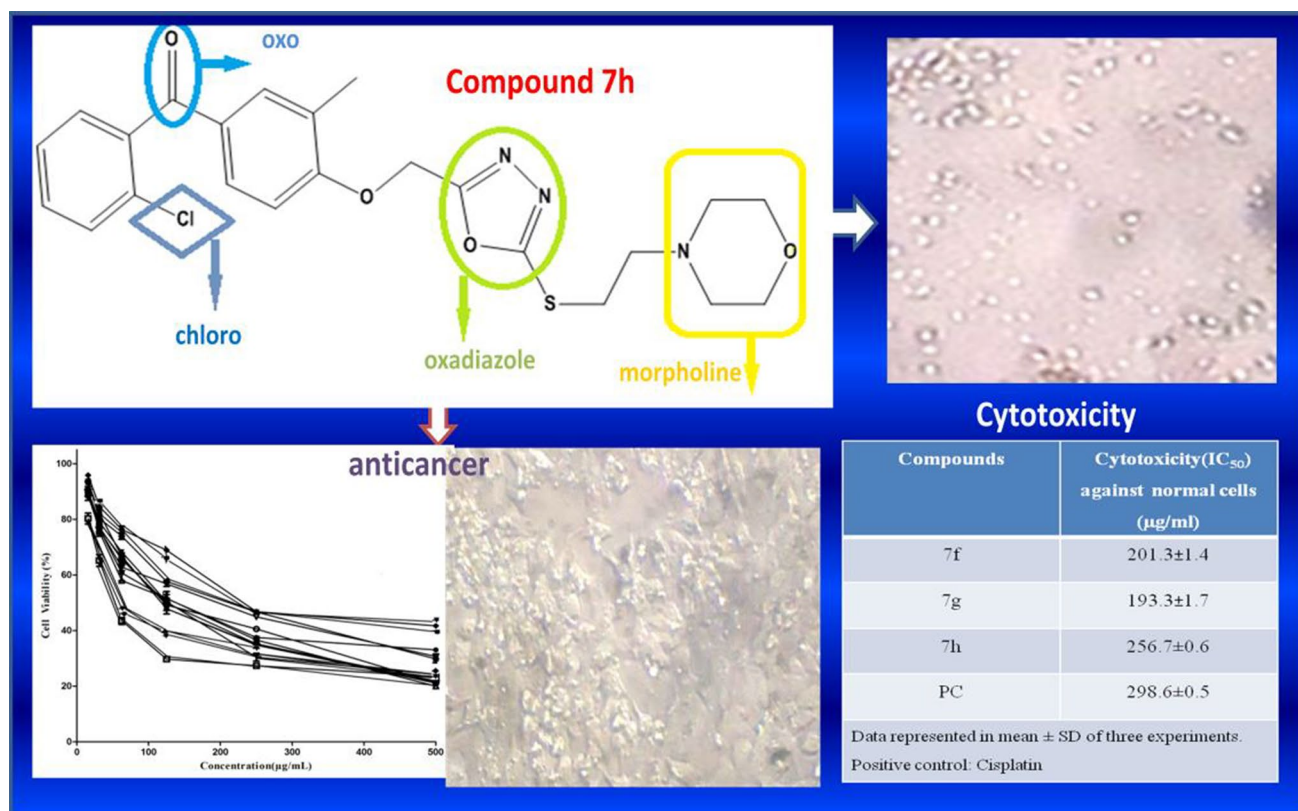 O
oxo
Compound 7h
N
N
O
O
Cl
S
N
O
chloro
oxadiazole
morpholine
anticancer
100
80
60
40
20
0
Cell Viability (%)
0 100 200 300 400 500
Concentration(µg/mL)
Cytotoxicity
Compounds Cytotoxicity(IC₅₀)
against normal cells
(µg/ml)
7f 201.3±1.4
7g 193.3±1.7
7h 256.7±0.6
PC 298.6±0.5
Data represented in mean ± SD of three experiments.
Positive control: Cisplatin